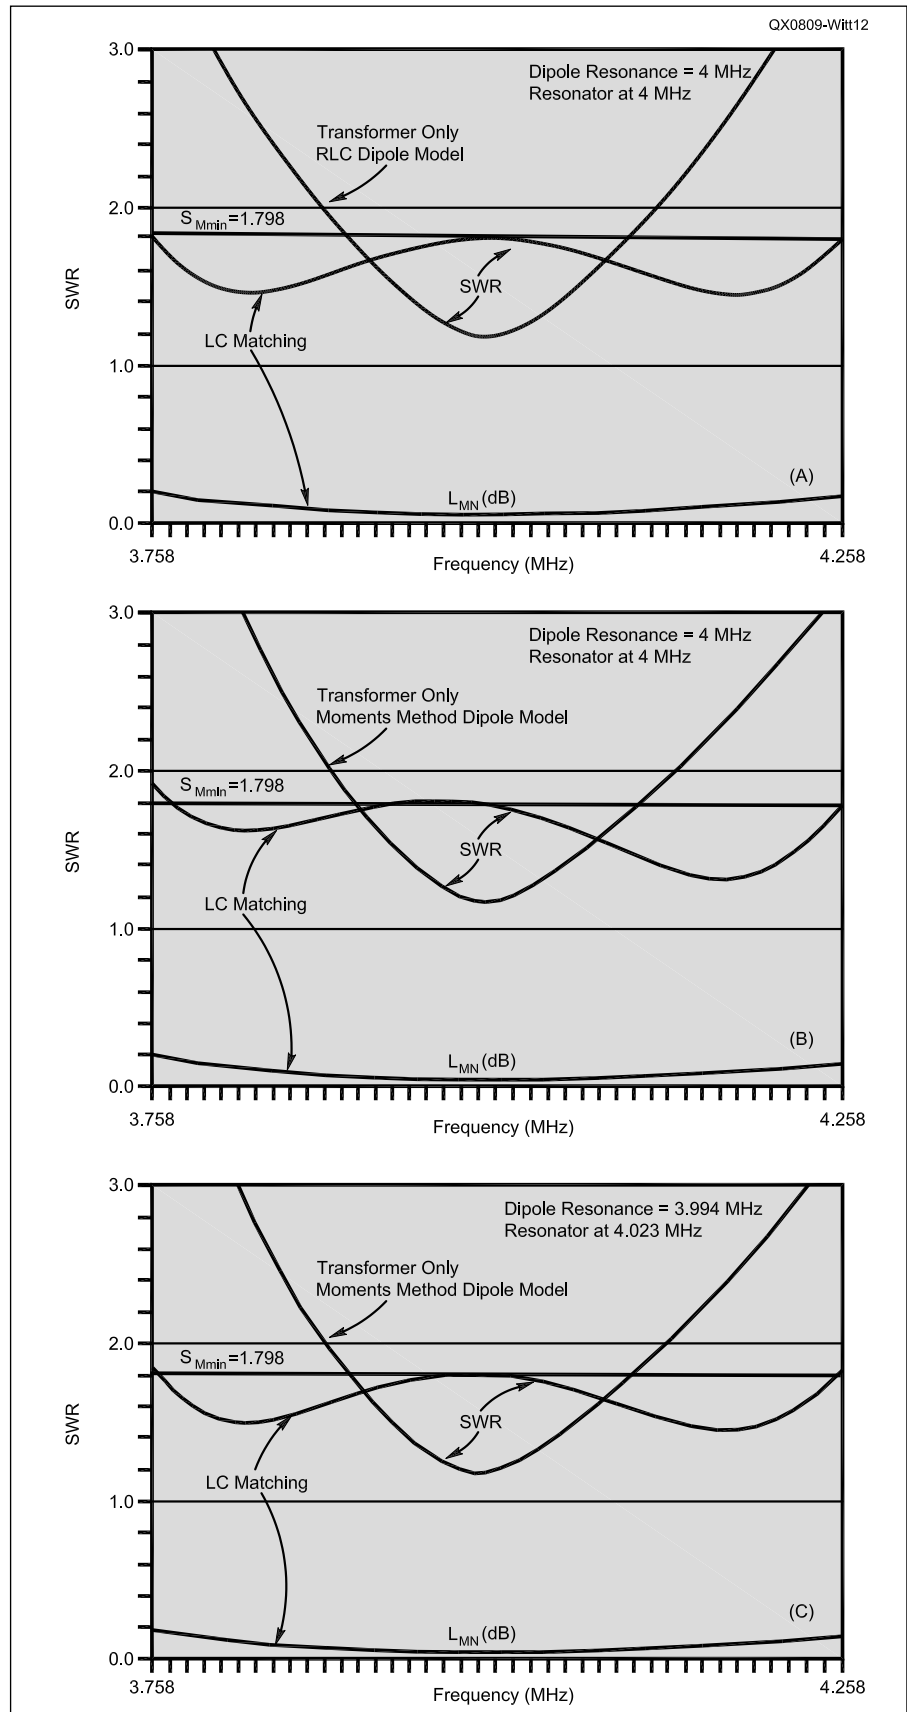 QX0809-Witt12
3.0
Dipole Resonance = 4 MHz
Resonator at 4 MHz
Transformer Only
RLC Dipole Model
2.0
S Mmin =1.798
SWR
SWR
LC Matching
1.0
(A)
L MN (dB)
0.0
3.758
Frequency (MHz)
4.258
3.0
Dipole Resonance = 4 MHz
Resonator at 4 MHz
Transformer Only
Moments Method Dipole Model
2.0
S Mmin =1.798
SWR
SWR
LC Matching
1.0
(B)
L MN (dB)
0.0
3.758
Frequency (MHz)
4.258
3.0
Dipole Resonance = 3.994 MHz
Resonator at 4.023 MHz
Transformer Only
Moments Method Dipole Model
2.0
S Mmin =1.798
SWR
SWR
LC Matching
1.0
(C)
L MN (dB)
0.0
3.758
Frequency (MHz)
4.258